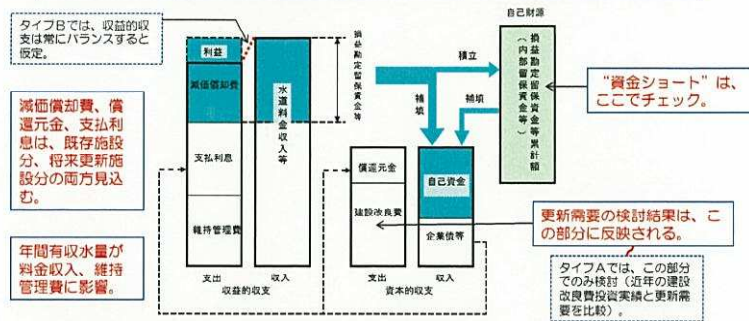 タイプBでは、収益的収
支は常にバランスすると
仮定。
減価償却費、償
還元金、支払利
息は、既存施設
分、将来更新施
設分の両方見込
む。
年間有収水量が
料金収入、維持
管理費に影響。
利益
減価償却費
支払利息
維持管理費
水道料金収入等
支出
収入
収益的収支
損益勘定留保資金等
積立
補填
補填
償還元金
建設改良費
自己資金
企業債等
支出
収入
資本的収支
自己財源
損益勘定留保資金等累計額
（内部留保資金等）
“資金ショート”は、
ここでチェック。
更新需要の検討結果は、こ
の部分に反映される。
タイプAでは、この部分
でのみ検討（近年の建設
改良費投資実績と更新需
要を比較）。